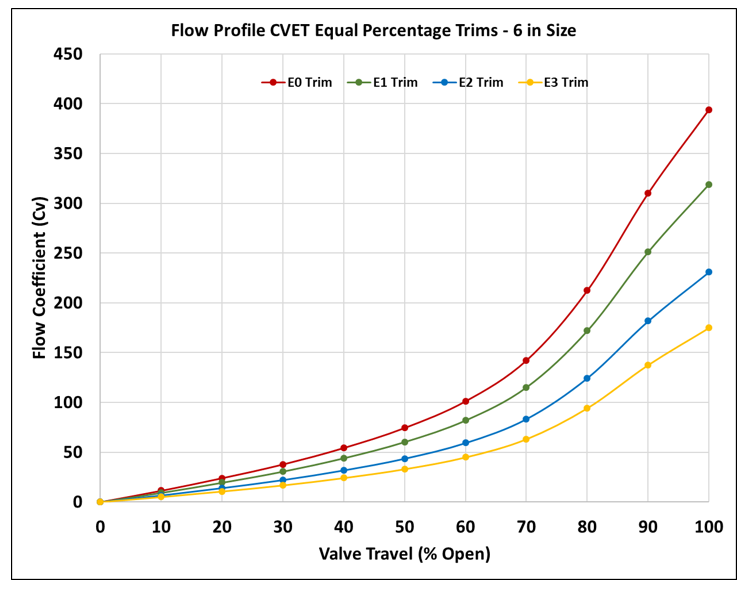 Flow Profile CVET Equal Percentage Trims - 6 in Size
E0 Trim E1 Trim E2 Trim E3 Trim
Flow Coefficient (Cv)
450
400
350
300
250
200
150
100
50
0
0 10 20 30 40 50 60 70 80 90 100
Valve Travel (% Open)